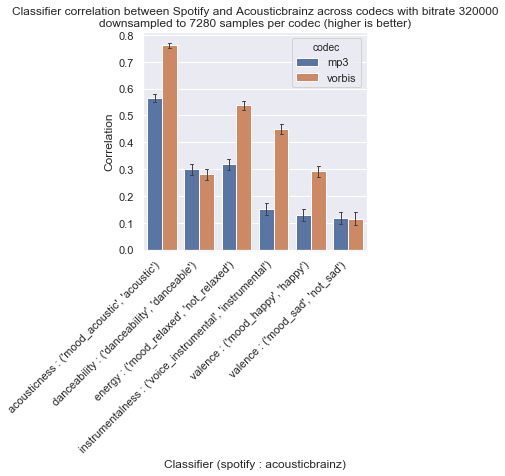 Classifier correlation between Spotify and Acousticbrainz across codecs with bitrate 320000
downsampled to 7280 samples per codec (higher is better)
codec
mp3
vorbis
Correlation
0.8
0.7
0.6
0.5
0.4
0.3
0.2
0.1
0.0
acousticness : ('mood_acoustic', 'acoustic')
danceability : ('danceability', 'danceable')
energy : ('mood_relaxed', 'not_relaxed')
instrumentalness : ('voice_instrumental', 'instrumental')
valence : ('mood_happy', 'happy')
valence : ('mood_sad', 'not_sad')
Classifier (spotify : acousticbrainz)